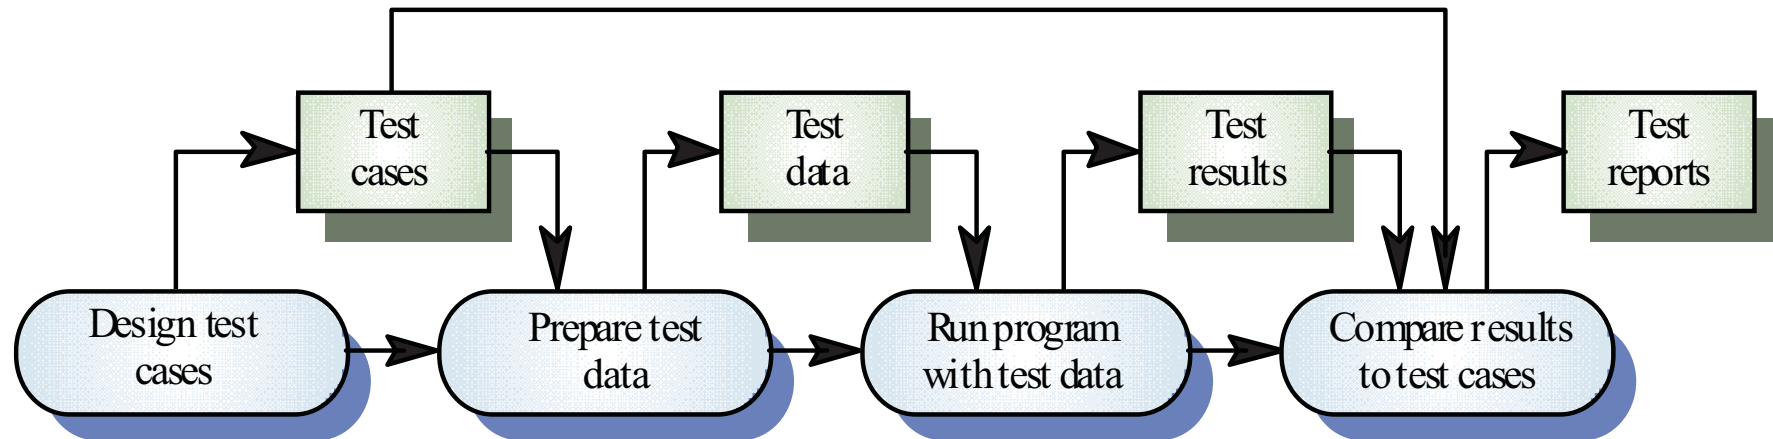 Test
cases
Test
data
Test
results
Test
reports
Design test
cases
Prepare test
data
Run program
with test data
Compare results
to test cases